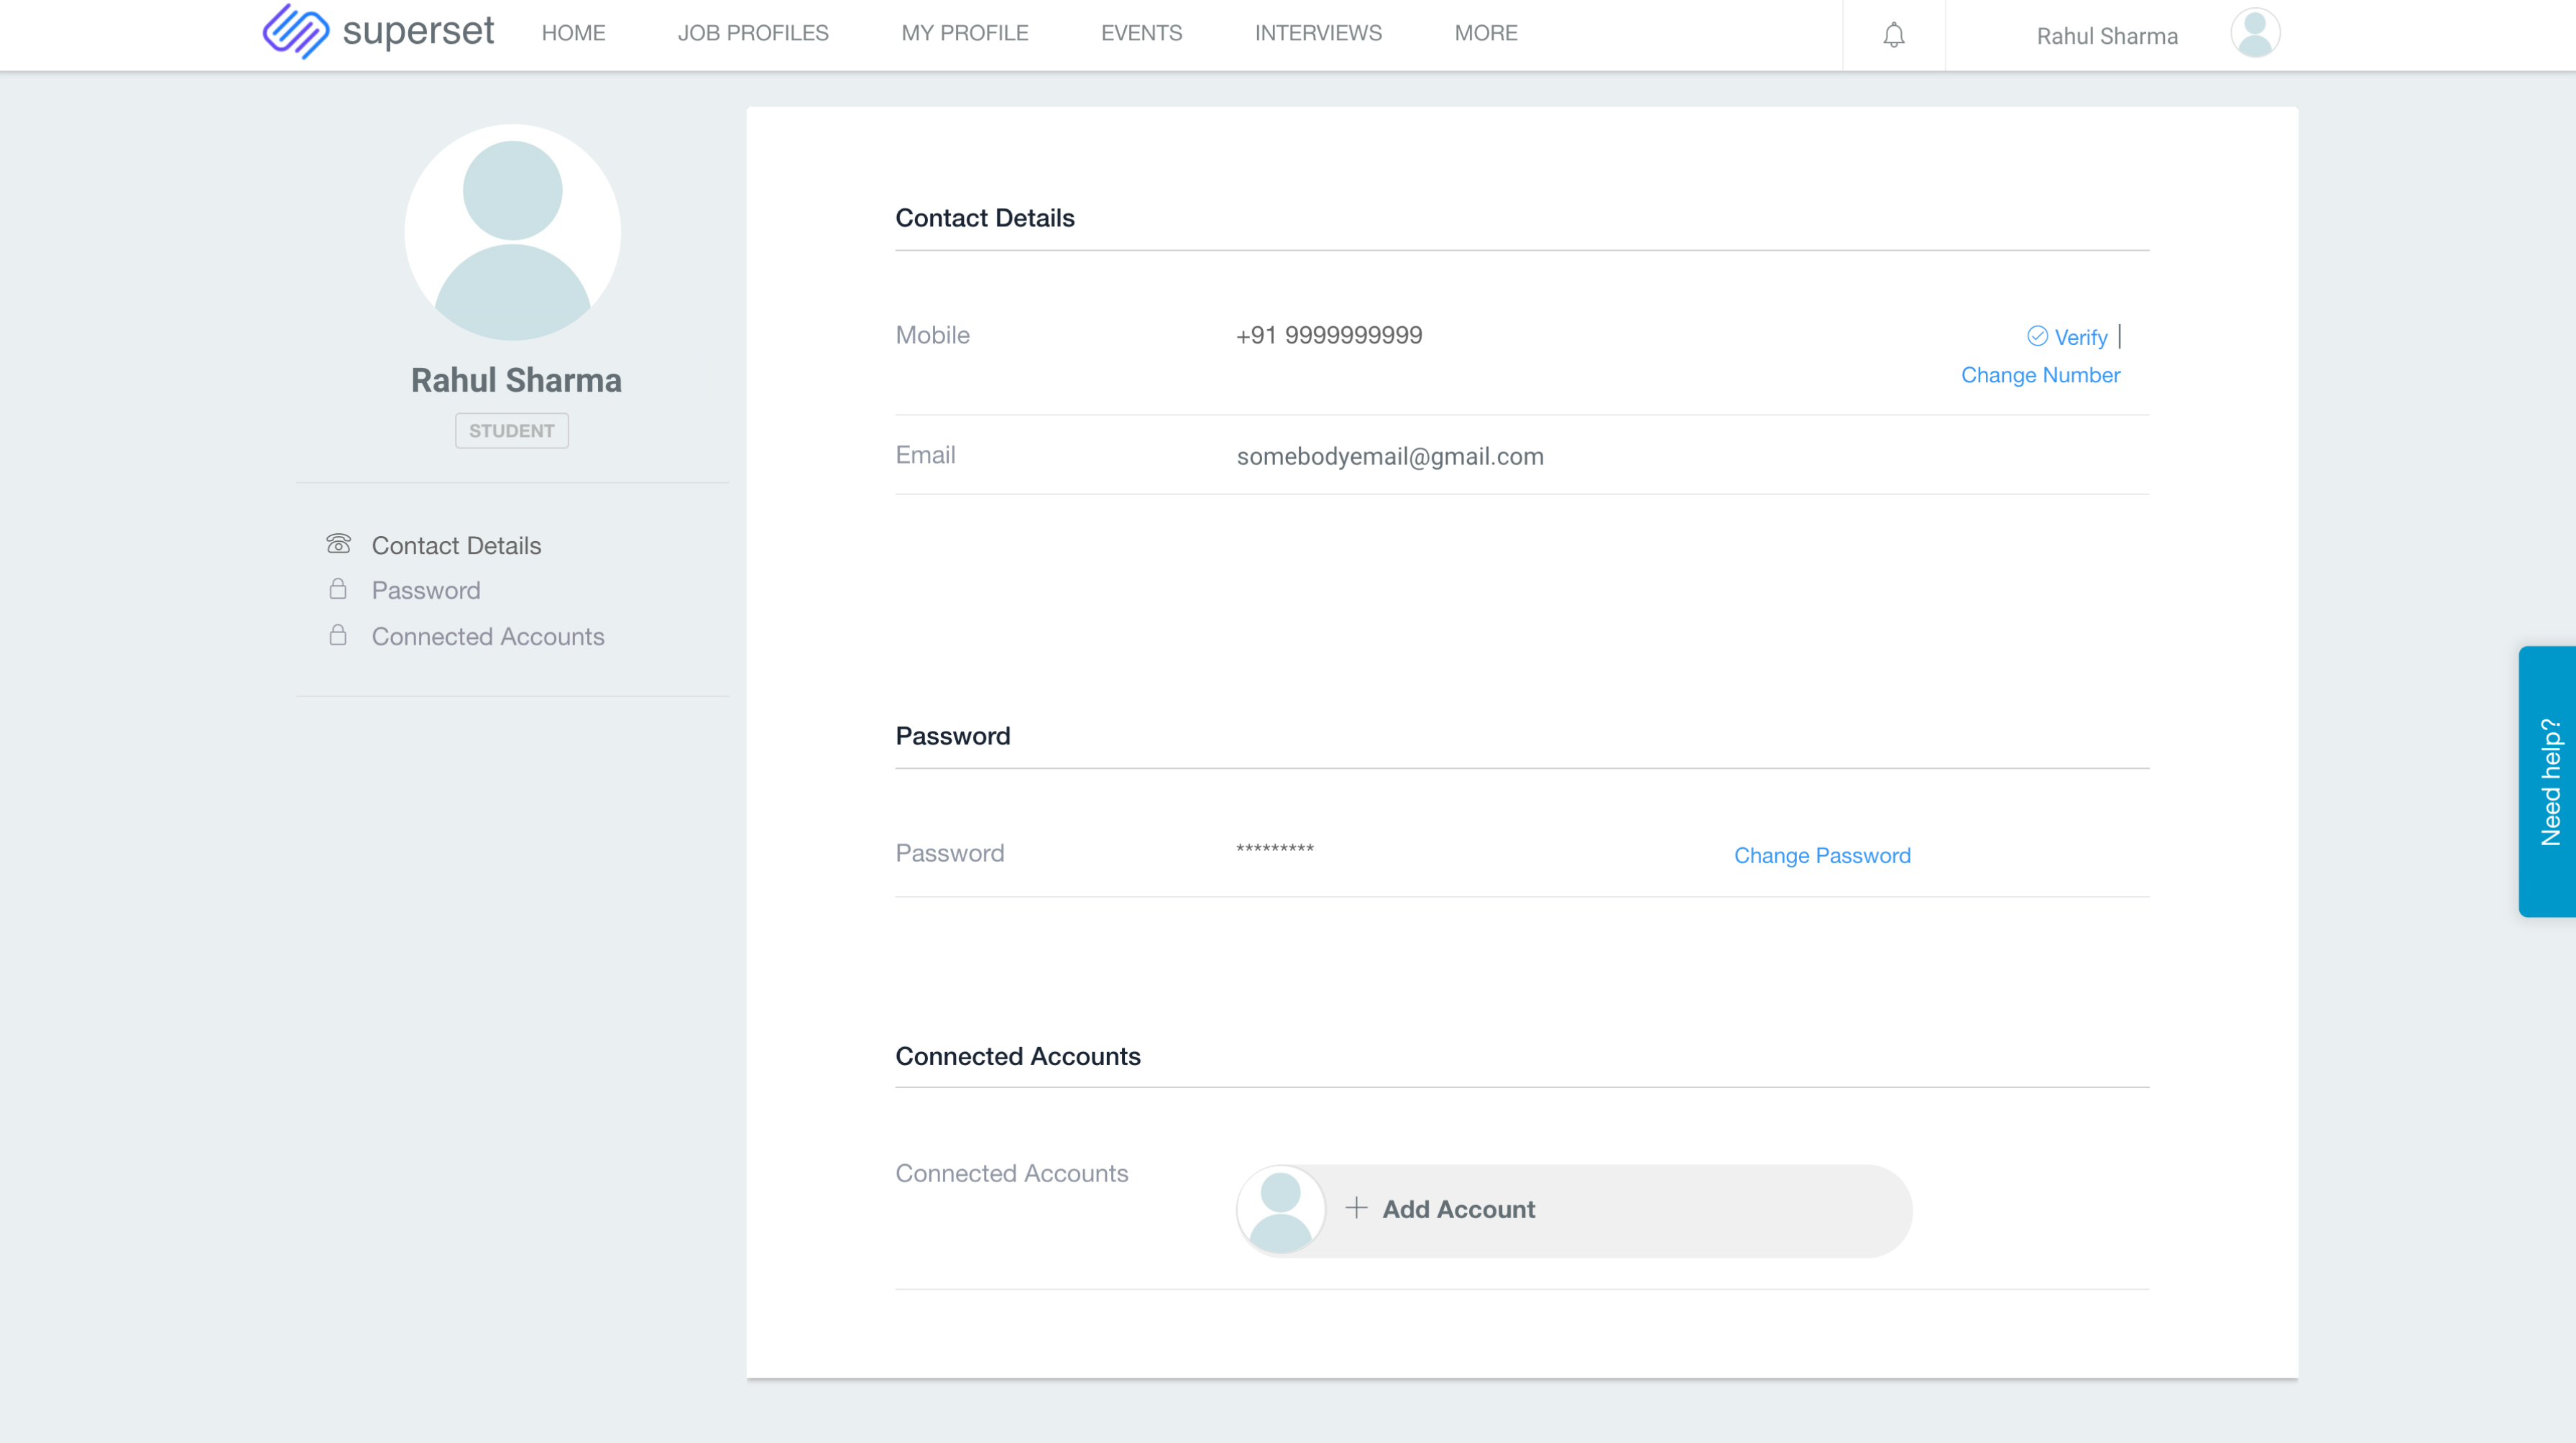 superset HOME JOB PROFILES MY PROFILE EVENTS INTERVIEWS MORE Rahul Sharma
Rahul Sharma
STUDENT
Contact Details
Password
Connected Accounts
Contact Details
Mobile +91 9999999999 Verify |
Change Number
Email somebodyemail@gmail.com
Password
Password ********* Change Password
Connected Accounts
Connected Accounts + Add Account
Need help?